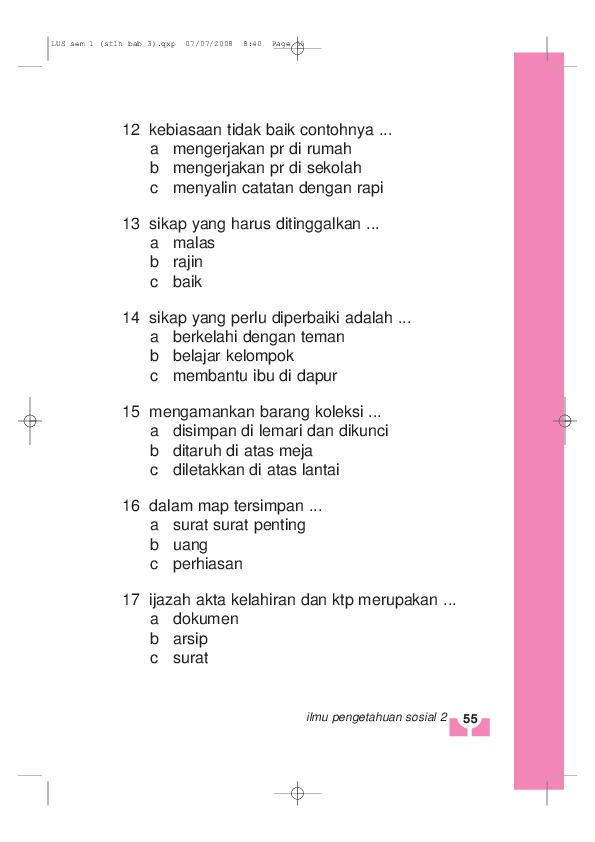 LUS sem 1 (stlh bab 3).qxp 07/07/2008 8:40 Page
12 kebiasaan tidak baik contohnya ...
a mengerjakan pr di rumah
b mengerjakan pr di sekolah
c menyalin catatan dengan rapi
13 sikap yang harus ditinggalkan ...
a malas
b rajin
c baik
14 sikap yang perlu diperbaiki adalah ...
a berkelahi dengan teman
b belajar kelompok
c membantu ibu di dapur
15 mengamankan barang koleksi ...
a disimpan di lemari dan dikunci
b ditaruh di atas meja
c diletakkan di atas lantai
16 dalam map tersimpan ...
a surat surat penting
b uang
c perhiasan
17 ijazah akta kelahiran dan ktp merupakan ...
a dokumen
b arsip
c surat
ilmu pengetahuan sosial 2 55